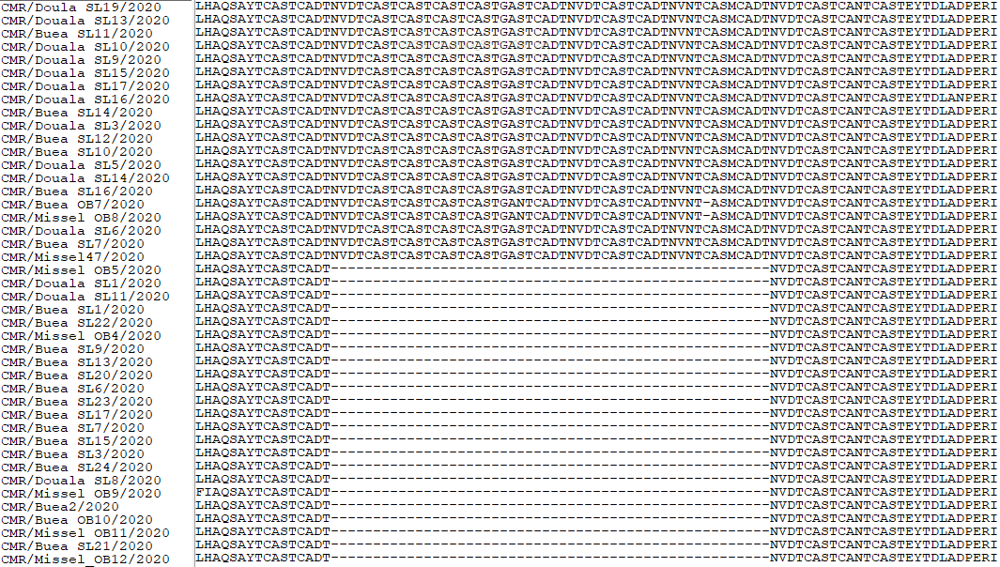 CMR/Doula SL19/2020 LHAQSAYTCASTCADTNVDTCASTCASTCASTCASTGASTCADTNVDTCASTCADTNVNTCASMCADTNVDTCASTCANTCASTEYTDLADPERI
CMR/Douala SL13/2020 LHAQSAYTCASTCADTNVDTCASTCASTCASTCASTGASTCADTNVDTCASTCADTNVNTCASMCADTNVDTCASTCANTCASTEYTDLADPERI
CMR/Buea SL11/2020 LHAQSAYTCASTCADTNVDTCASTCASTCASTCASTGASTCADTNVDTCASTCADTNVNTCASMCADTNVDTCASTCANTCASTEYTDLADPERI
CMR/Douala SL10/2020 LHAQSAYTCASTCADTNVDTCASTCASTCASTCASTGASTCADTNVDTCASTCADTNVNTCASMCADTNVDTCASTCANTCASTEYTDLADPERI
CMR/Douala SL9/2020 LHAQSAYTCASTCADTNVDTCASTCASTCASTCASTGASTCADTNVDTCASTCADTNVNTCASMCADTNVDTCASTCANTCASTEYTDLADPERI
CMR/Douala SL15/2020 LHAQSAYTCASTCADTNVDTCASTCASTCASTCASTGASTCADTNVDTCASTCADTNVNTCASMCADTNVDTCASTCANTCASTEYTDLADPERI
CMR/Douala SL17/2020 LHAQSAYTCASTCADTNVDTCASTCASTCASTCASTGASTCADTNVDTCASTCADTNVNTCASMCADTNVDTCASTCANTCASTEYTDLADPERI
CMR/Douala SL16/2020 LHAQSAYTCASTCADTNVDTCASTCASTCASTCASTGASTCADTNVDTCASTCADTNVNTCASMCADTNVDTCASTCANTCASTEYTDLANPERI
CMR/Buea SL14/2020 LHAQSAYTCASTCADTNVDTCASTCASTCASTCASTGASTCADTNVDTCASTCADTNVNTCASMCADTNVDTCASTCANTCASTEYTDLADPERI
CMR/Douala SL3/2020 LHAQSAYTCASTCADTNVDTCASTCASTCASTCASTGASTCADTNVDTCASTCADTNVNTCASMCADTNVDTCASTCANTCASTEYTDLADPERI
CMR/Buea SL12/2020 LHAQSAYTCASTCADTNVDTCASTCASTCASTCASTGASTCADTNVDTCASTCADTNVNTCASMCADTNVDTCASTCANTCASTEYTDLADPERI
CMR/Buea SL10/2020 LHAQSAYTCASTCADTNVDTCASTCASTCASTCASTGASTCADTNVDTCASTCADTNVNTCASMCADTNVDTCASTCANTCASTEYTDLADPERI
CMR/Douala SL5/2020 LHAQSAYTCASTCADTNVDTCASTCASTCASTCASTGASTCADTNVDTCASTCADTNVNTCASMCADTNVDTCASTCANTCASTEYTDLADPERI
CMR/Douala SL14/2020 LHAQSAYTCASTCADTNVDTCASTCASTCASTCASTGASTCADTNVDTCASTCADTNVNTCASMCADTNVDTCASTCANTCASTEYTDLADPERI
CMR/Buea SL16/2020 LHAQSAYTCASTCADTNVDTCASTCASTCASTCASTGASTCADTNVDTCASTCADTNVNTCASMCADTNVDTCASTCANTCASTEYTDLADPERI
CMR/Buea OB7/2020 LHAQSAYTCASTCADTNVDTCASTCASTCASTCASTGANTCADTNVDTCASTCADTNVNT-ASMCADTNVDTCASTCANTCASTEYTDLADPERI
CMR/Missel OB8/2020 LHAQSAYTCASTCADTNVDTCASTCASTCASTCASTGANTCADTNVDTCASTCADTNVNT-ASMCADTNVDTCASTCANTCASTEYTDLADPERI
CMR/Douala SL6/2020 LHAQSAYTCASTCADTNVDTCASTCASTCASTCASTGASTCADTNVDTCASTCADTNVNTCASMCADTNVDTCASTCANTCASTEYTDLADPERI
CMR/Buea SL7/2020 LHAQSAYTCASTCADTNVDTCASTCASTCASTCASTGASTCADTNVDTCASTCADTNVNTCASMCADTNVDTCASTCANTCASTEYTDLADPERI
CMR/Missel47/2020 LHAQSAYTCASTCADTNVDTCASTCASTCASTCASTGASTCADTNVDTCASTCADTNVNTCASMCADTNVDTCASTCANTCASTEYTDLADPERI
CMR/Missel OB5/2020 LHAQSAYTCASTCADT----------------------------------------------------NVDTCASTCANTCASTEYTDLADPERI
CMR/Douala SL1/2020 LHAQSAYTCASTCADT----------------------------------------------------NVDTCASTCANTCASTEYTDLADPERI
CMR/Douala SL11/2020 LHAQSAYTCASTCADT----------------------------------------------------NVDTCASTCANTCASTEYTDLADPERI
CMR/Buea SL1/2020 LHAQSAYTCASTCADT----------------------------------------------------NVDTCASTCANTCASTEYTDLADPERI
CMR/Buea SL22/2020 LHAQSAYTCASTCADT----------------------------------------------------NVDTCASTCANTCASTEYTDLADPERI
CMR/Missel OB4/2020 LHAQSAYTCASTCADT----------------------------------------------------NVDTCASTCANTCASTEYTDLADPERI
CMR/Buea SL9/2020 LHAQSAYTCASTCADT----------------------------------------------------NVDTCASTCANTCASTEYTDLADPERI
CMR/Buea SL13/2020 LHAQSAYTCASTCADT----------------------------------------------------NVDTCASTCANTCASTEYTDLADPERI
CMR/Buea SL20/2020 LHAQSAYTCASTCADT----------------------------------------------------NVDTCASTCANTCASTEYTDLADPERI
CMR/Buea SL6/2020 LHAQSAYTCASTCADT----------------------------------------------------NVDTCASTCANTCASTEYTDLADPERI
CMR/Buea SL23/2020 LHAQSAYTCASTCADT----------------------------------------------------NVDTCASTCANTCASTEYTDLADPERI
CMR/Buea SL17/2020 LHAQSAYTCASTCADT----------------------------------------------------NVDTCASTCANTCASTEYTDLADPERI
CMR/Buea SL7/2020 LHAQSAYTCASTCADT----------------------------------------------------NVDTCASTCANTCASTEYTDLADPERI
CMR/Buea SL15/2020 LHAQSAYTCASTCADT----------------------------------------------------NVDTCASTCANTCASTEYTDLADPERI
CMR/Buea SL3/2020 LHAQSAYTCASTCADT----------------------------------------------------NVDTCASTCANTCASTEYTDLADPERI
CMR/Buea SL24/2020 LHAQSAYTCASTCADT----------------------------------------------------NVDTCASTCANTCASTEYTDLADPERI
CMR/Douala SL8/2020 LHAQSAYTCASTCADT----------------------------------------------------NVDTCASTCANTCASTEYTDLADPERI
CMR/Missel OB9/2020 FIAQSAYTCASTCADT----------------------------------------------------NVDTCASTCANTCASTEYTDLADPERI
CMR/Buea2/2020 LHAQSAYTCASTCADT----------------------------------------------------NVDTCASTCANTCASTEYTDLADPERI
CMR/Buea OB10/2020 LHAQSAYTCASTCADT----------------------------------------------------NVDTCASTCANTCASTEYTDLADPERI
CMR/Missel OB11/2020 LHAQSAYTCASTCADT----------------------------------------------------NVDTCASTCANTCASTEYTDLADPERI
CMR/Buea SL21/2020 LHAQSAYTCASTCADT----------------------------------------------------NVDTCASTCANTCASTEYTDLADPERI
CMR/Missel_OB12/2020 LHAQSAYTCASTCADT----------------------------------------------------NVDTCASTCANTCASTEYTDLADPERI